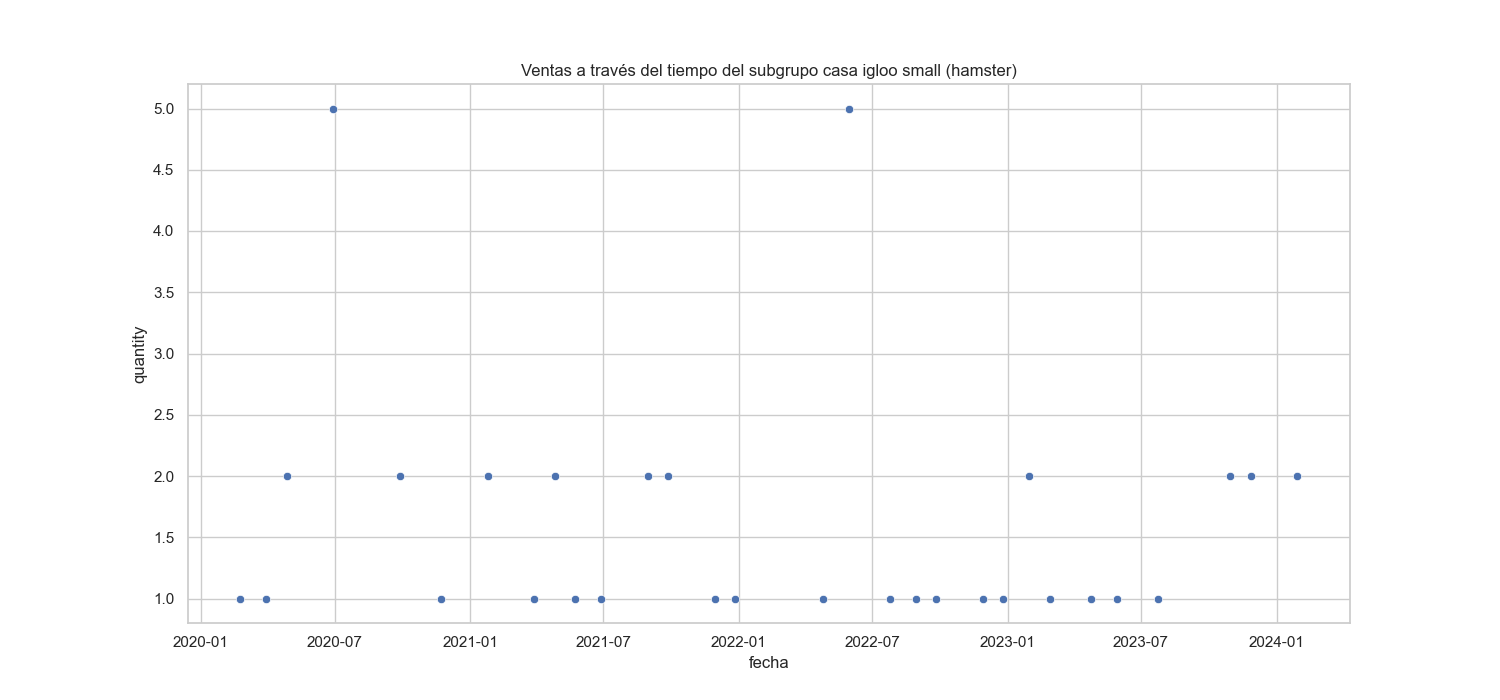 Ventas a través del tiempo del subgrupo casa igloo small (hamster)
5.0
4.5
4.0
3.5
3.0
2.5
2.0
1.5
1.0
quantity
2020-01 2020-07 2021-01 2021-07 2022-01 2022-07 2023-01 2023-07 2024-01
fecha